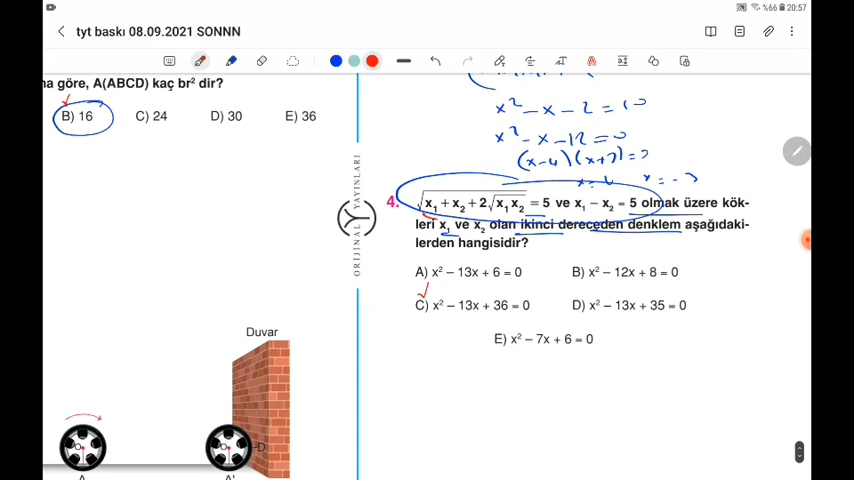 %66 20:57
tyt baskı 08.09.2021 SONNN
na göre, A(ABCD) kaç br² dir?
B) 16 C) 24 D) 30 E) 36
x² – x – 2 = 10
x² – x – 12 = 0
(x–4)(x+3) = 0
ORİJİNAL YAYINLARI
4. √(x₁ + x₂ + 2√(x₁ x₂)) = 5 ve x₁ – x₂ = 5 olmak üzere kök-
leri x₁ ve x₂ olan ikinci dereceden denklem aşağıdaki-
lerden hangisidir?
A) x² – 13x + 6 = 0 B) x² – 12x + 8 = 0
C) x² – 13x + 36 = 0 D) x² – 13x + 35 = 0
E) x² – 7x + 6 = 0
Duvar
O O D
A A'